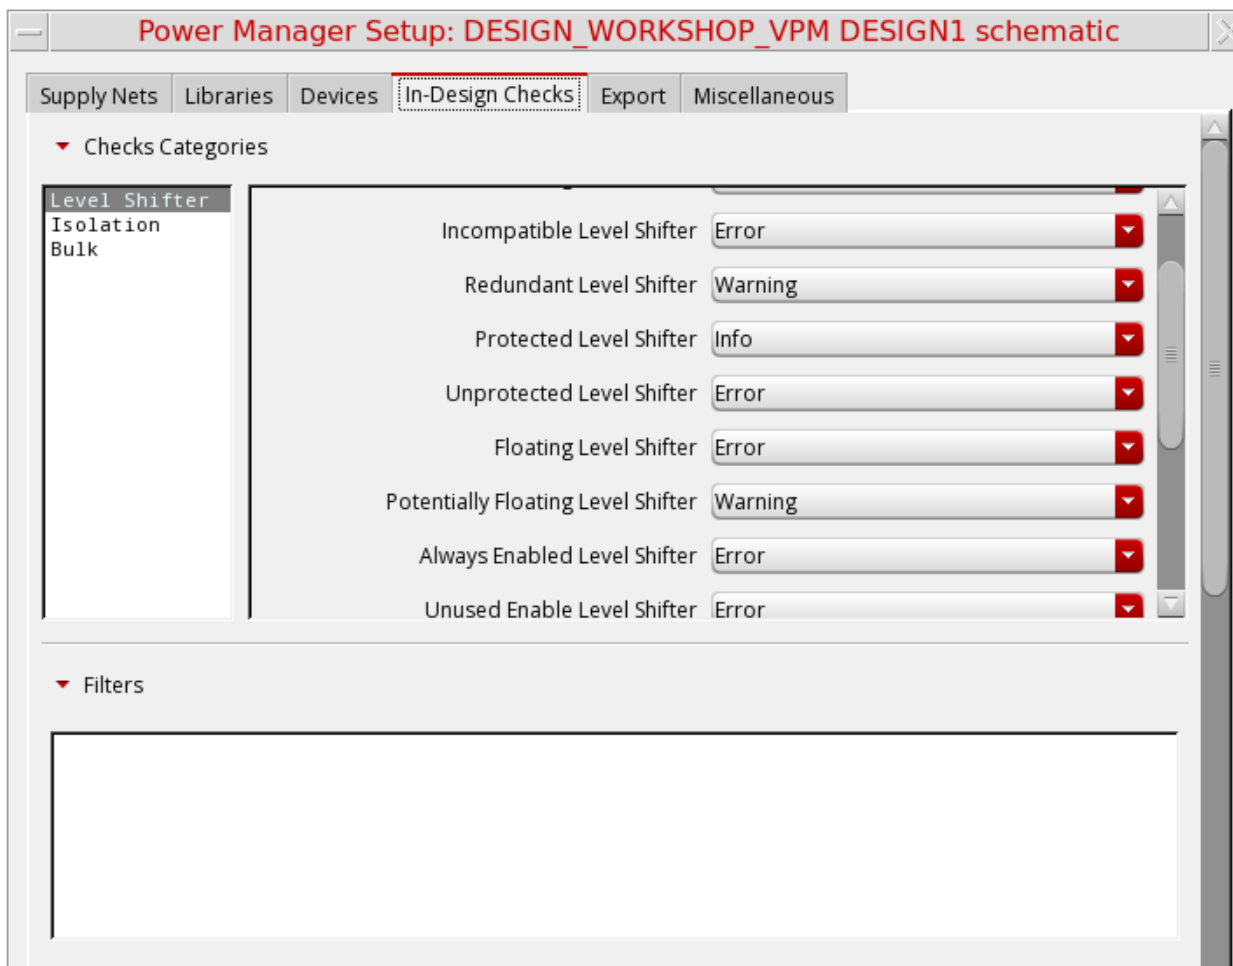 Power Manager Setup: DESIGN_WORKSHOP_VPM DESIGN1 schematic
Supply Nets Libraries Devices In-Design Checks Export Miscellaneous
Checks Categories
Level Shifter
Isolation
Bulk
Incompatible Level Shifter Error
Redundant Level Shifter Warning
Protected Level Shifter Info
Unprotected Level Shifter Error
Floating Level Shifter Error
Potentially Floating Level Shifter Warning
Always Enabled Level Shifter Error
Unused Enable Level Shifter Error
Filters